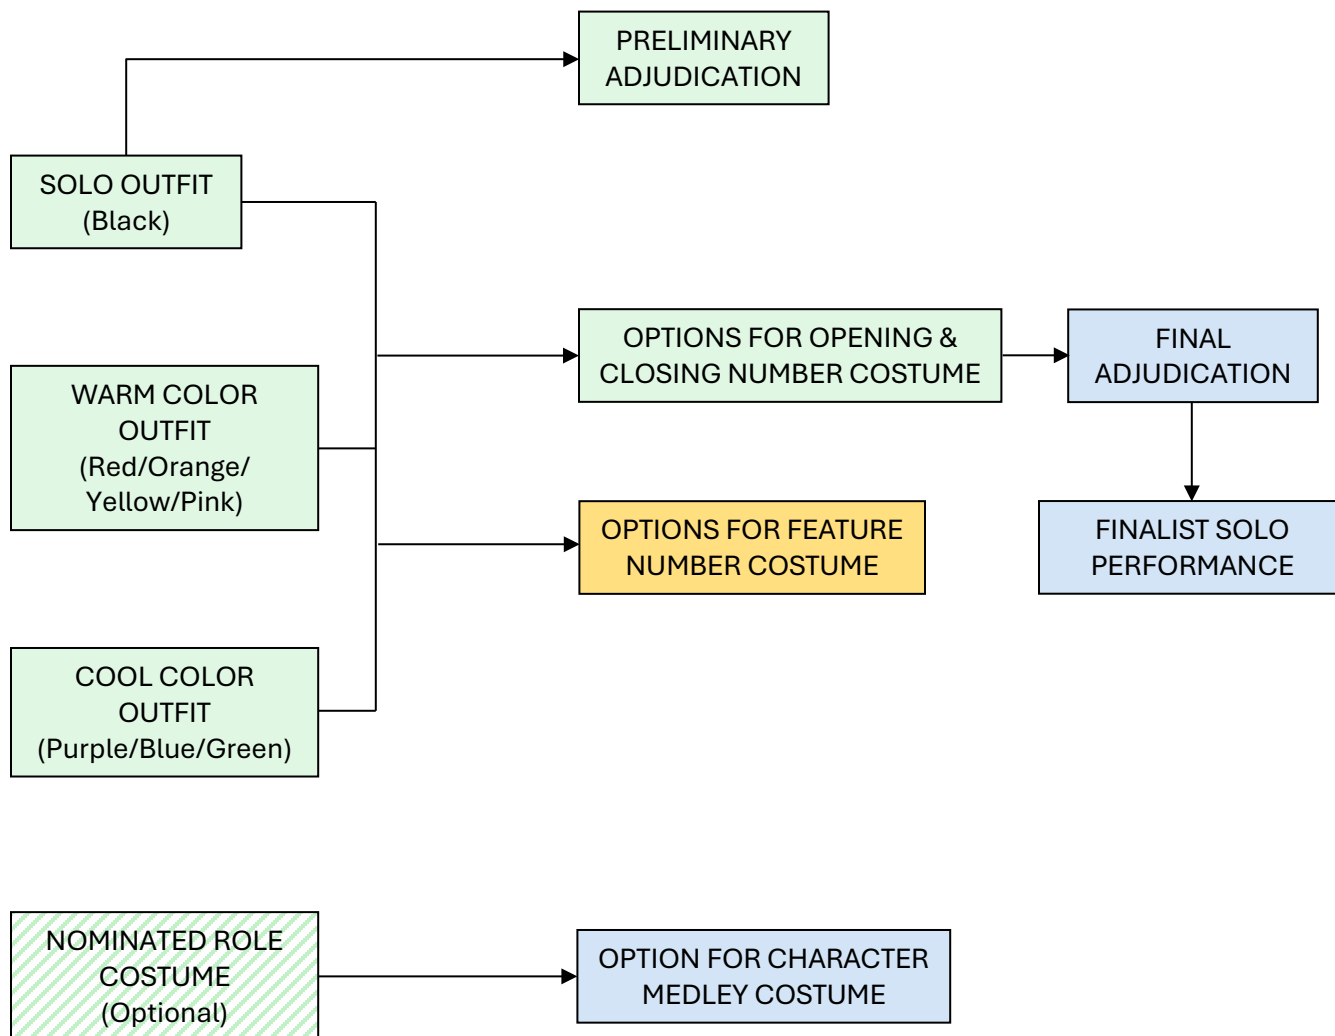 PRELIMINARY
ADJUDICATION
SOLO OUTFIT
(Black)
OPTIONS FOR OPENING &
CLOSING NUMBER COSTUME
FINAL
ADJUDICATION
WARM COLOR
OUTFIT
(Red/Orange/
Yellow/Pink)
OPTIONS FOR FEATURE
NUMBER COSTUME
FINALIST SOLO
PERFORMANCE
COOL COLOR
OUTFIT
(Purple/Blue/Green)
NOMINATED ROLE
COSTUME
(Optional)
OPTION FOR CHARACTER
MEDLEY COSTUME